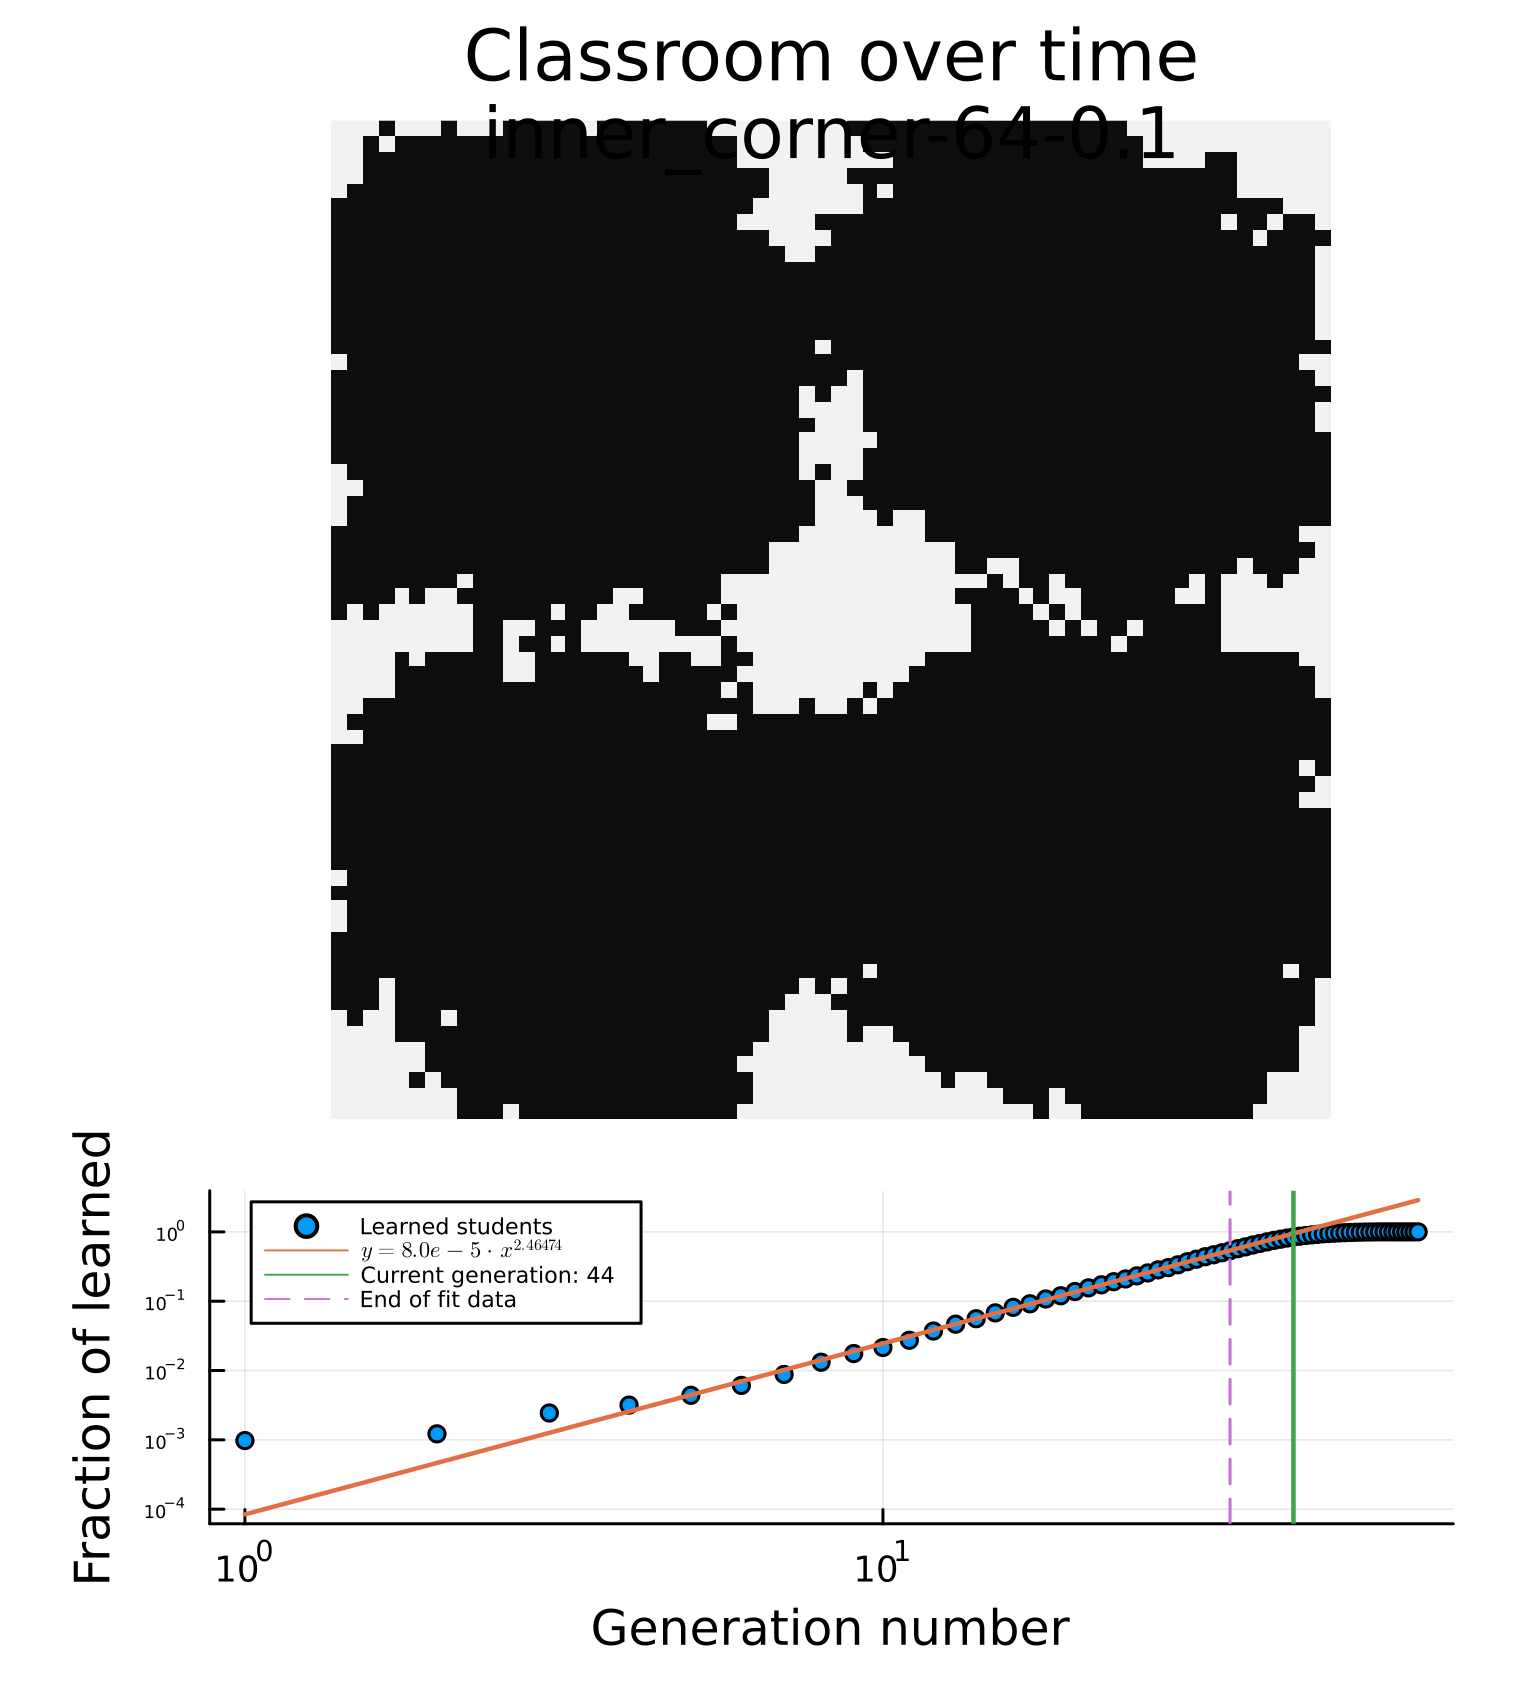 Classroom over time
inner_corner-64-0.1
Fraction of learned
10^0
10^−1
10^−2
10^−3
10^−4
Learned students
y = 8.0e − 5 · x^2.46474
Current generation: 44
End of fit data
10^0
10^1
Generation number